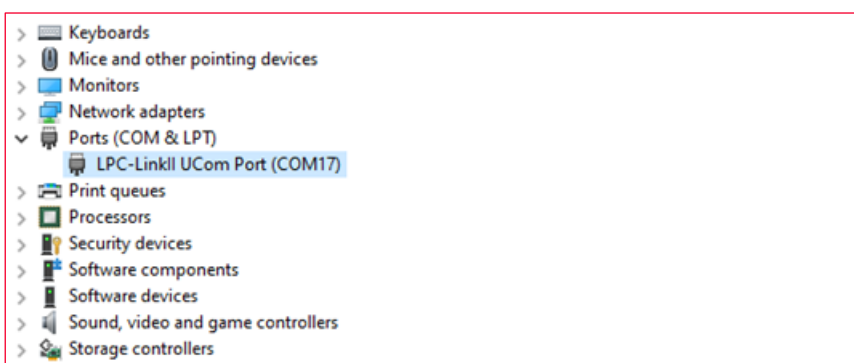 Keyboards
Mice and other pointing devices
Monitors
Network adapters
Ports (COM & LPT)
LPC-LinkII UCom Port (COM17)
Print queues
Processors
Security devices
Software components
Software devices
Sound, video and game controllers
Storage controllers